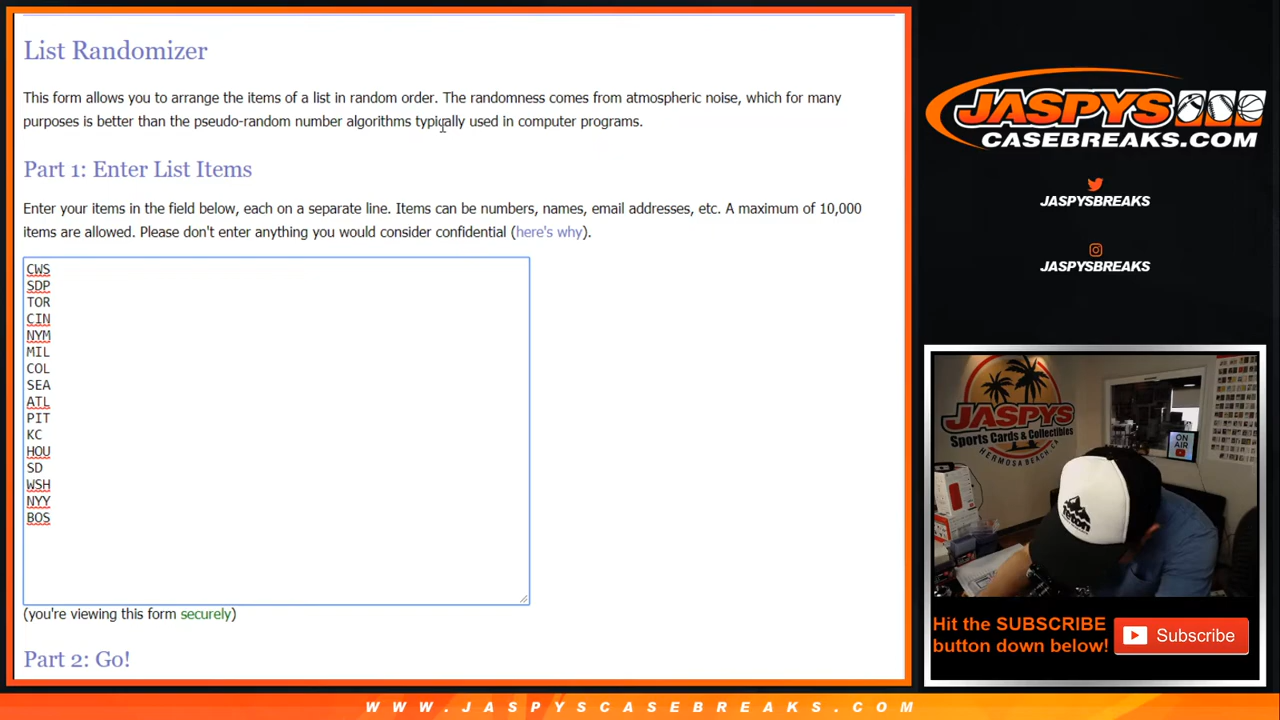 List Randomizer
This form allows you to arrange the items of a list in random order. The randomness comes from atmospheric noise, which for many
purposes is better than the pseudo-random number algorithms typically used in computer programs.
Part 1: Enter List Items
Enter your items in the field below, each on a separate line. Items can be numbers, names, email addresses, etc. A maximum of 10,000
items are allowed. Please don't enter anything you would consider confidential (here's why).
CWS
SDP
TOR
CIN
NYM
MIL
COL
SEA
ATL
PIT
KC
HOU
SD
WSH
NYY
BOS
(you're viewing this form securely)
Part 2: Go!
JASPYS
CASEBREAKS.COM
JASPYSBREAKS
JASPYSBREAKS
JASPYS
Sports Cards & Collectibles
HERMOSA BEACH, CA
ON
AIR
Hit the SUBSCRIBE
button down below!
Subscribe
WWW.JASPYSCASEBREAKS.COM